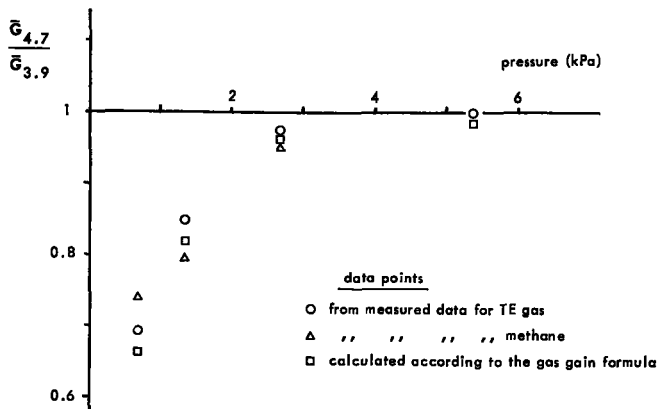 Ḡ4.7
Ḡ3.9
pressure (kPa)
2
4
6
1
0.8
0.6
data points
from measured data for TE gas
,, ,, ,, ,, methane
calculated according to the gas gain formula